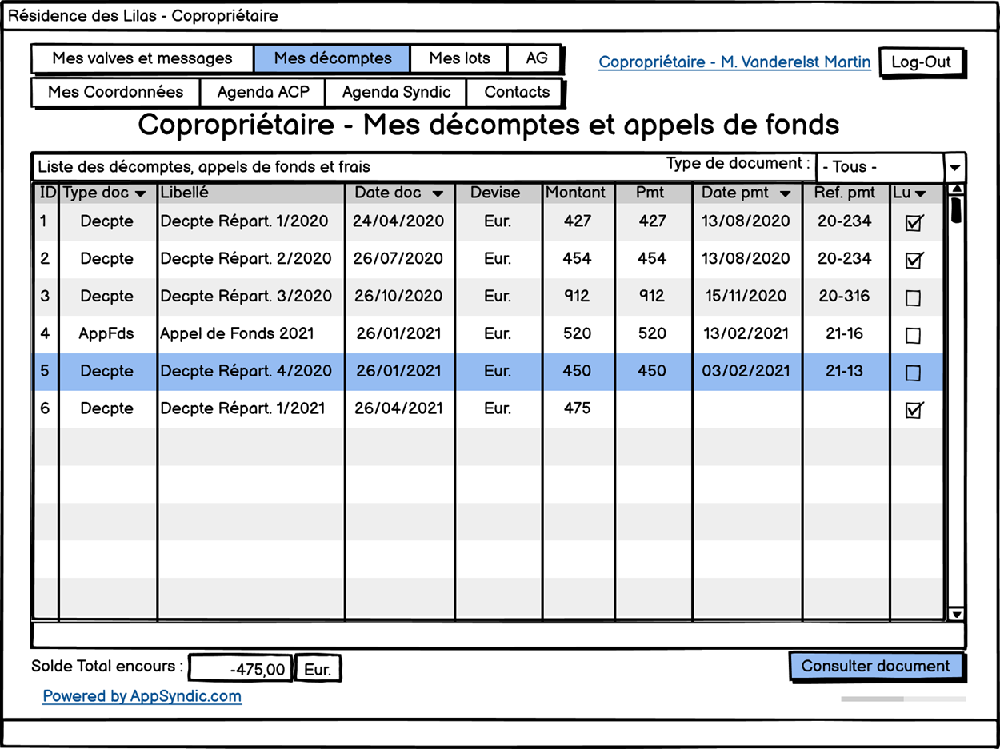 Résidence des Lilas - Copropriétaire
Mes valves et messages Mes décomptes Mes lots AG
Copropriétaire - M. Vanderelst Martin Log-Out
Mes Coordonnées Agenda ACP Agenda Syndic Contacts
Copropriétaire - Mes décomptes et appels de fonds
Liste des décomptes, appels de fonds et frais Type de document : - Tous -
ID Type doc Libellé Date doc Devise Montant Pmt Date pmt Ref. pmt Lu
1 Decpte Decpte Répart. 1/2020 24/04/2020 Eur. 427 427 13/08/2020 20-234
2 Decpte Decpte Répart. 2/2020 26/07/2020 Eur. 454 454 13/08/2020 20-234
3 Decpte Decpte Répart. 3/2020 26/10/2020 Eur. 912 912 15/11/2020 20-316
4 AppFds Appel de Fonds 2021 26/01/2021 Eur. 520 520 13/02/2021 21-16
5 Decpte Decpte Répart. 4/2020 26/01/2021 Eur. 450 450 03/02/2021 21-13
6 Decpte Decpte Répart. 1/2021 26/04/2021 Eur. 475
Solde Total encours : -475,00 Eur. Consulter document
Powered by AppSyndic.com